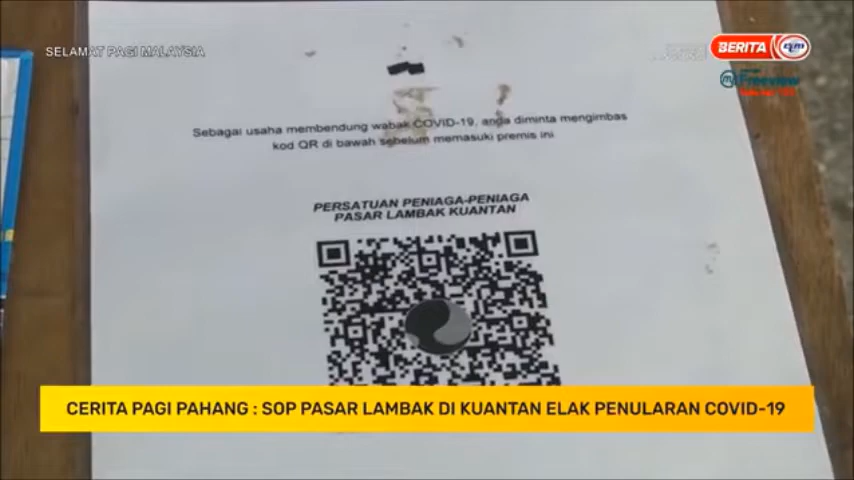 SELAMAT PAGI MALAYSIA
BERITA
Freeview
Sebagai usaha membendung wabak COVID-19, anda diminta mengimbas
kod QR di bawah sebelum memasuki premis ini
PERSATUAN PENIAGA-PENIAGA
PASAR LAMBAK KUANTAN
CERITA PAGI PAHANG : SOP PASAR LAMBAK DI KUANTAN ELAK PENULARAN COVID-19